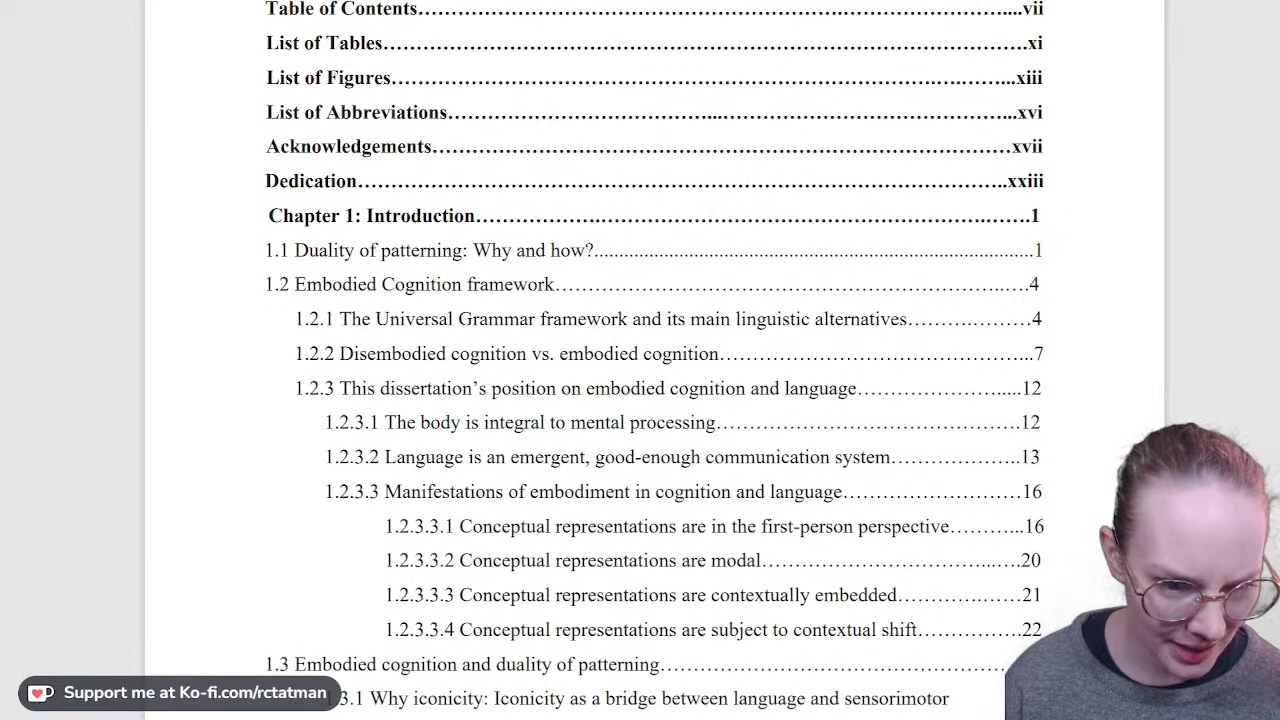 Table of Contents……………………………………………………………………………....vii
List of Tables…………………………………………………………………………………….xi
List of Figures……………………………………………………………………….….……...xiii
List of Abbreviations…………………………………...……………………………………...xvi
Acknowledgements……………………………………………………………………………xvii
Dedication……………………………………………………………………………………..xxiii
Chapter 1: Introduction……………….………………………………………………….…….1
1.1 Duality of patterning: Why and how?...................................................................................1
1.2 Embodied Cognition framework………………………………………………………..….4
1.2.1 The Universal Grammar framework and its main linguistic alternatives……….………4
1.2.2 Disembodied cognition vs. embodied cognition……………………………………...7
1.2.3 This dissertation’s position on embodied cognition and language………………….....12
1.2.3.1 The body is integral to mental processing……………………………………….12
1.2.3.2 Language is an emergent, good-enough communication system……………..13
1.2.3.3 Manifestations of embodiment in cognition and language………………………16
1.2.3.3.1 Conceptual representations are in the first-person perspective………...16
1.2.3.3.2 Conceptual representations are modal……………………………...….20
1.2.3.3.3 Conceptual representations are contextually embedded………………21
1.2.3.3.4 Conceptual representations are subject to contextual shift…………….22
1.3 Embodied cognition and duality of patterning……………………………………………
3.1 Why iconicity: Iconicity as a bridge between language and sensorimotor
Support me at Ko-fi.com/rctatman